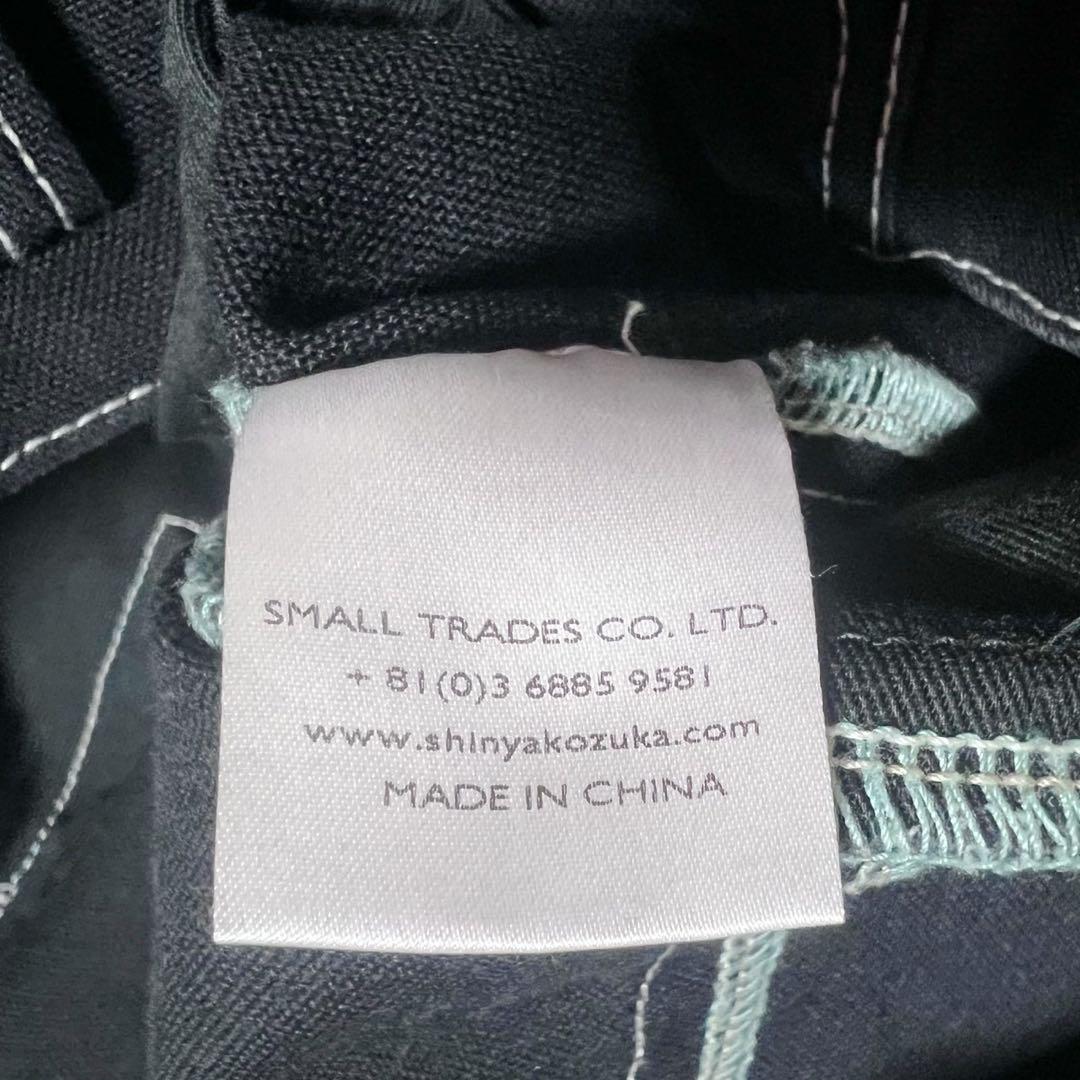 SMALL TRADES CO. LTD.
+ 81(0)3 6885 9581
www.shinyakozuka.com
MADE IN CHINA